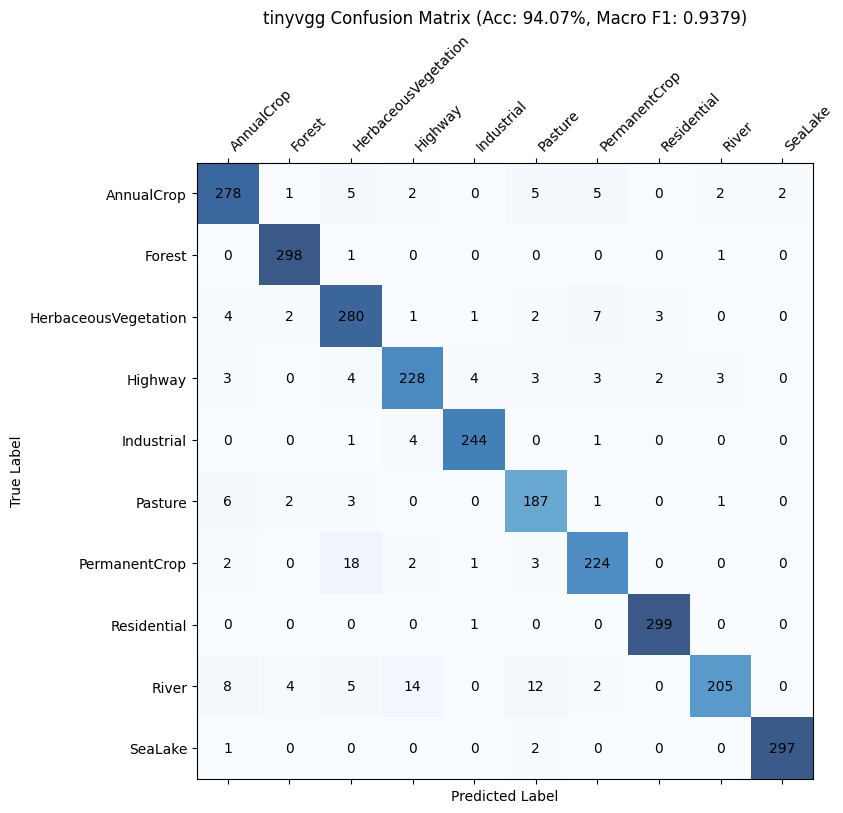 tinyvgg Confusion Matrix (Acc: 94.07%, Macro F1: 0.9379)
AnnualCrop Forest HerbaceousVegetation Highway Industrial Pasture PermanentCrop Residential River SeaLake
True Label
AnnualCrop 278 1 5 2 0 5 5 0 2 2
Forest 0 298 1 0 0 0 0 0 1 0
HerbaceousVegetation 4 2 280 1 1 2 7 3 0 0
Highway 3 0 4 228 4 3 3 2 3 0
Industrial 0 0 1 4 244 0 1 0 0 0
Pasture 6 2 3 0 0 187 1 0 1 0
PermanentCrop 2 0 18 2 1 3 224 0 0 0
Residential 0 0 0 0 1 0 0 299 0 0
River 8 4 5 14 0 12 2 0 205 0
SeaLake 1 0 0 0 0 2 0 0 0 297
Predicted Label